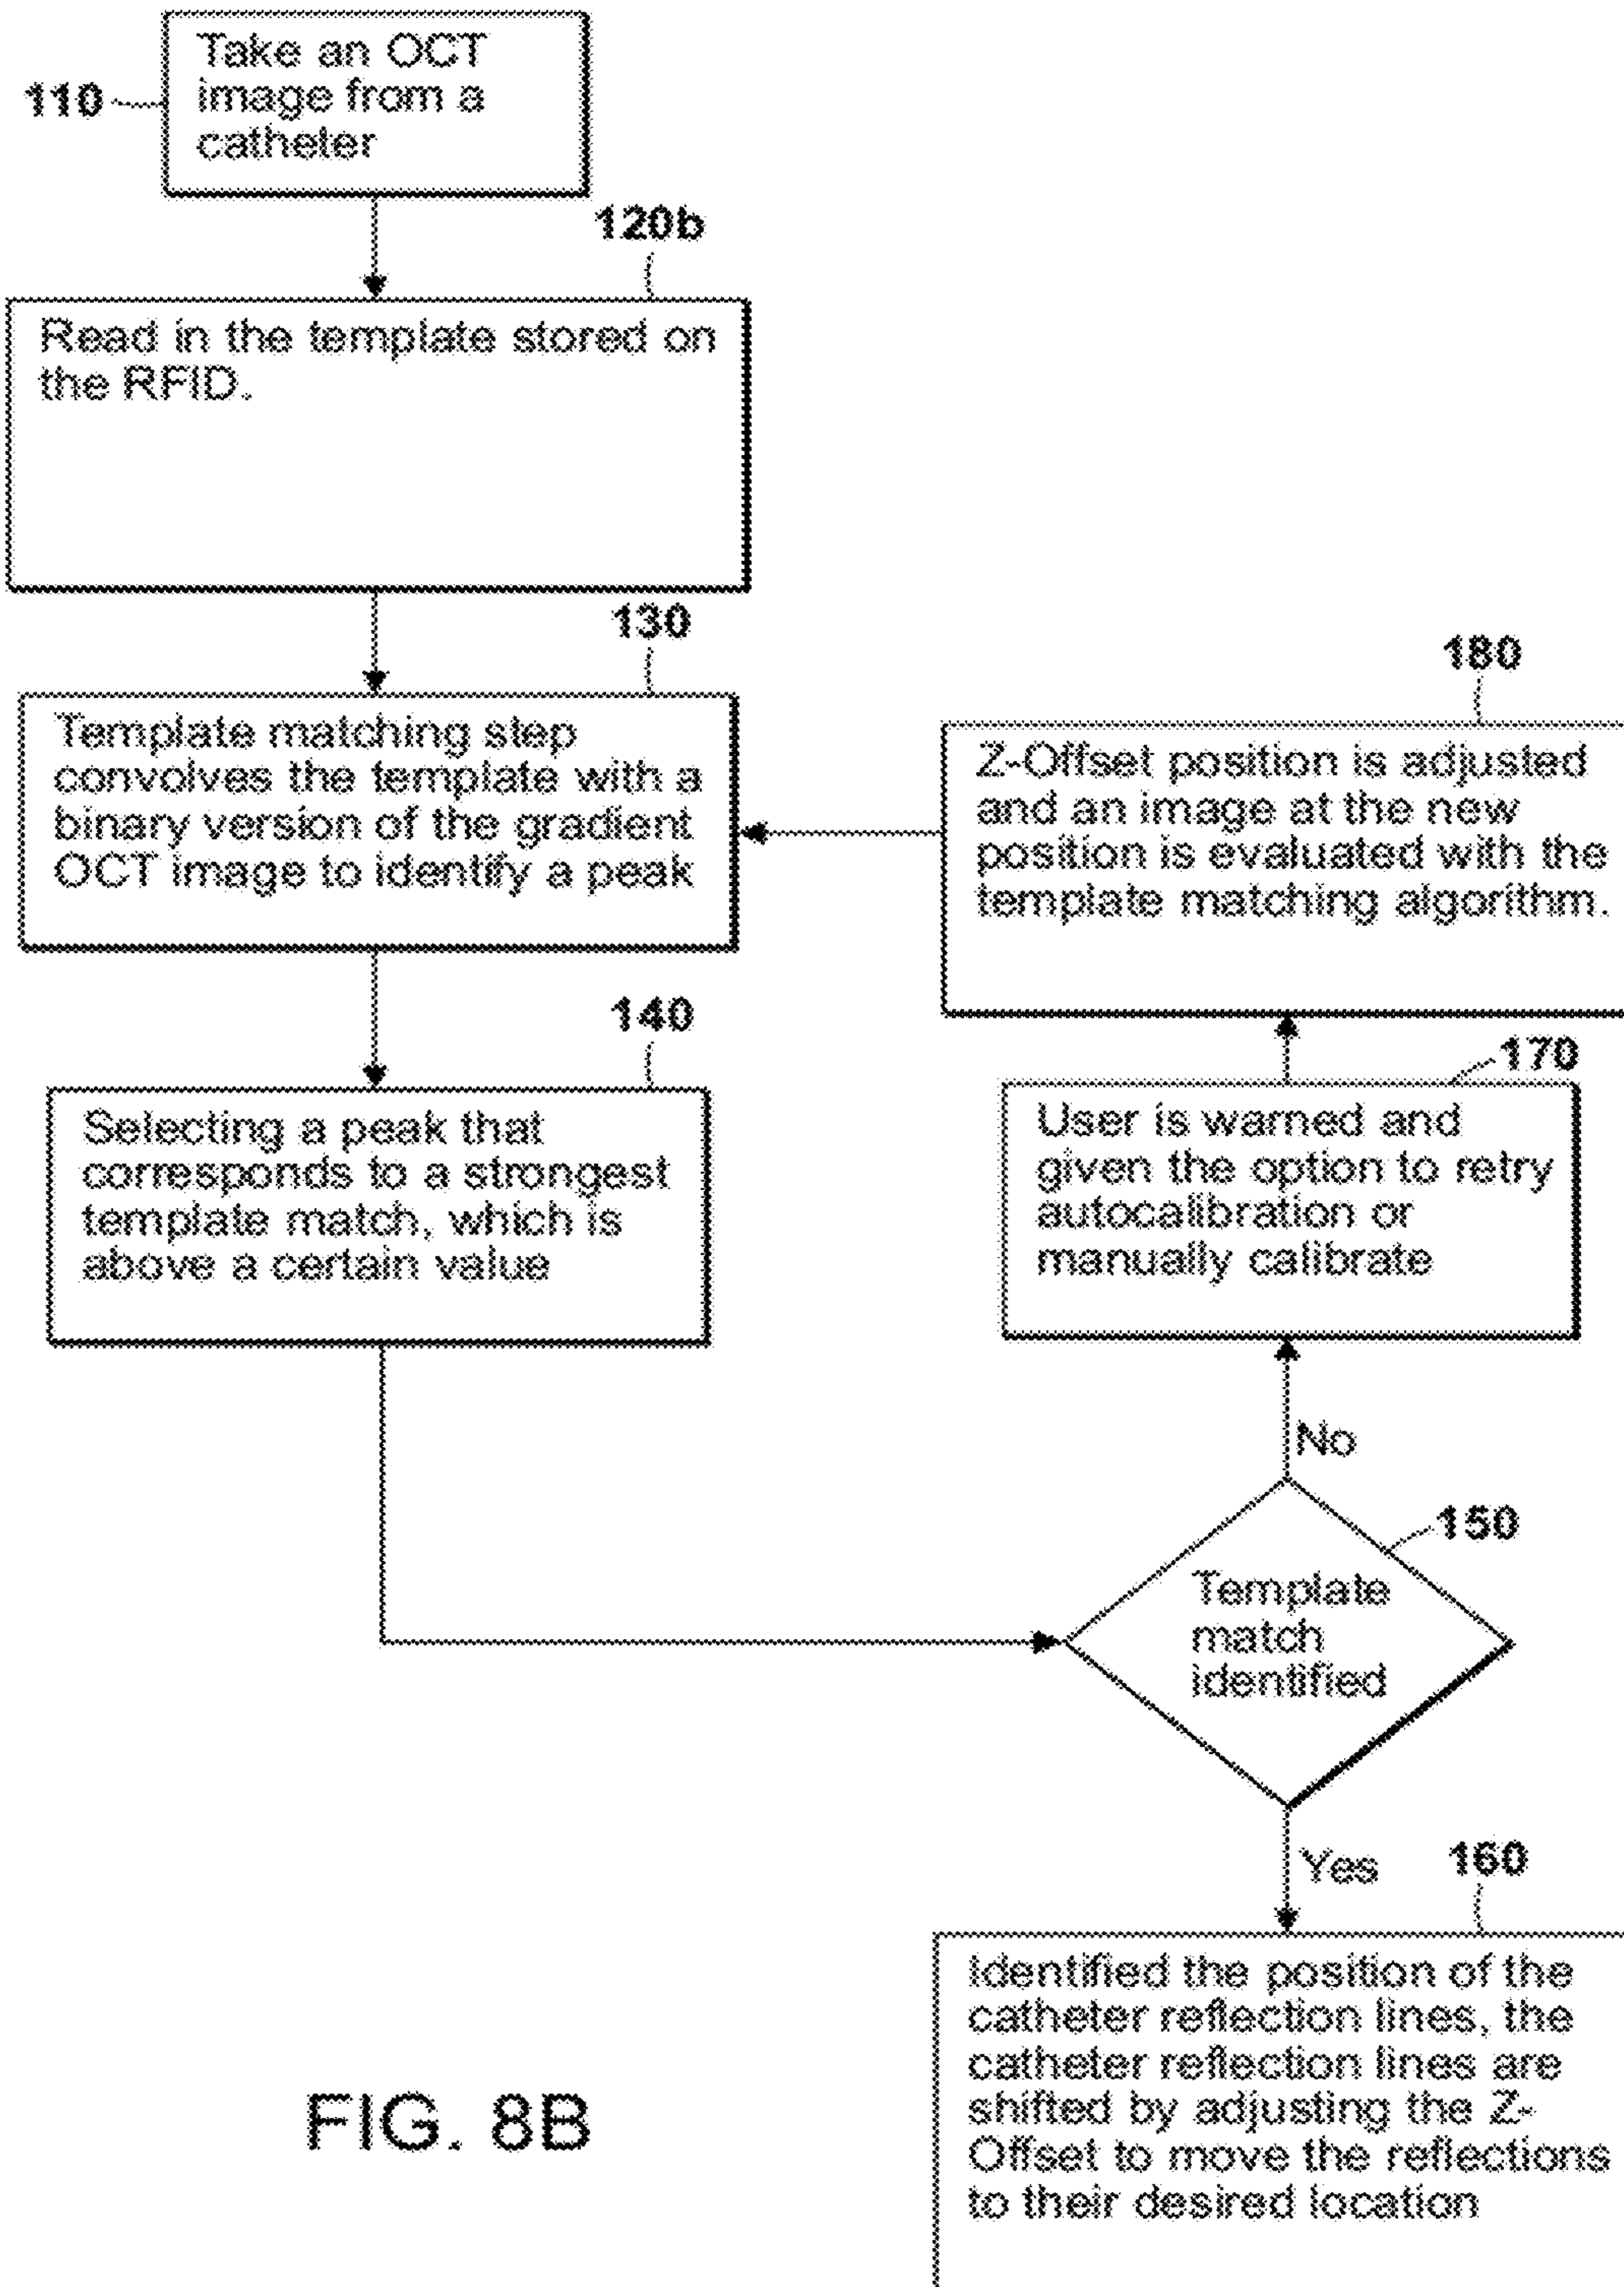 Take an OCT
image from a
catheter
110
120b
Read in the template stored on
the RFID.
130
Template matching step
convolves the template with a
binary version of the gradient
OCT image to identify a peak
180
Z-Offset position is adjusted
and an image at the new
position is evaluated with the
template matching algorithm.
140
Selecting a peak that
corresponds to a strongest
template match, which is
above a certain value
170
User is warned and
given the option to retry
autocalibration or
manually calibrate
No
150
Template
match
identified
Yes
160
Identified the position of the
catheter reflection lines, the
catheter reflection lines are
shifted by adjusting the Z-
Offset to move the reflections
to their desired location
FIG. 8B